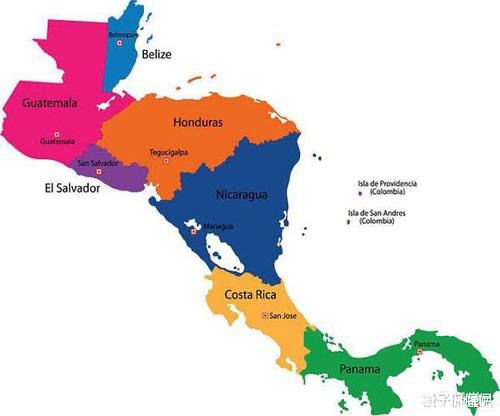 Belmopan
Belize
Guatemala
Honduras
Guatemala
San Salvador
Tegucigalpa
El Salvador
Nicaragua
Isla de Providencia
(Colombia)
Isla de San Andres
(Colombia)
Managua
Costa Rica
San Jose
Panama
Panama